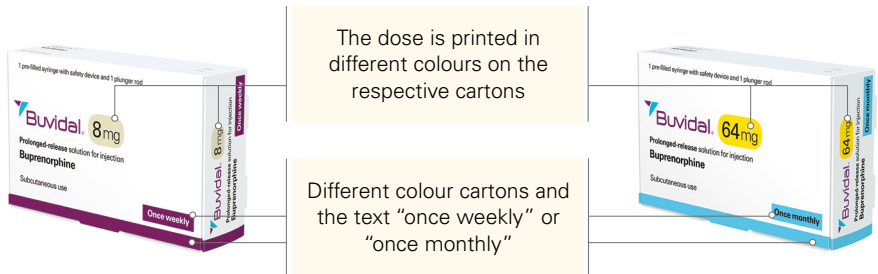 1 pre-filled syringe with safety device and 1 plunger rod
Buvidal® 8 mg
Prolonged-release solution for injection
Buprenorphine
Subcutaneous use
Once weekly
Once weekly
Buvidal® 8 mg
Prolonged-release solution for injection
Buprenorphine
The dose is printed in
different colours on the
respective cartons
Different colour cartons and
the text “once weekly” or
“once monthly”
1 pre-filled syringe with safety device and 1 plunger rod
Buvidal® 64 mg
Prolonged-release solution for injection
Buprenorphine
Subcutaneous use
Once monthly
Once monthly
Buvidal® 64 mg
Prolonged-release solution for injection
Buprenorphine